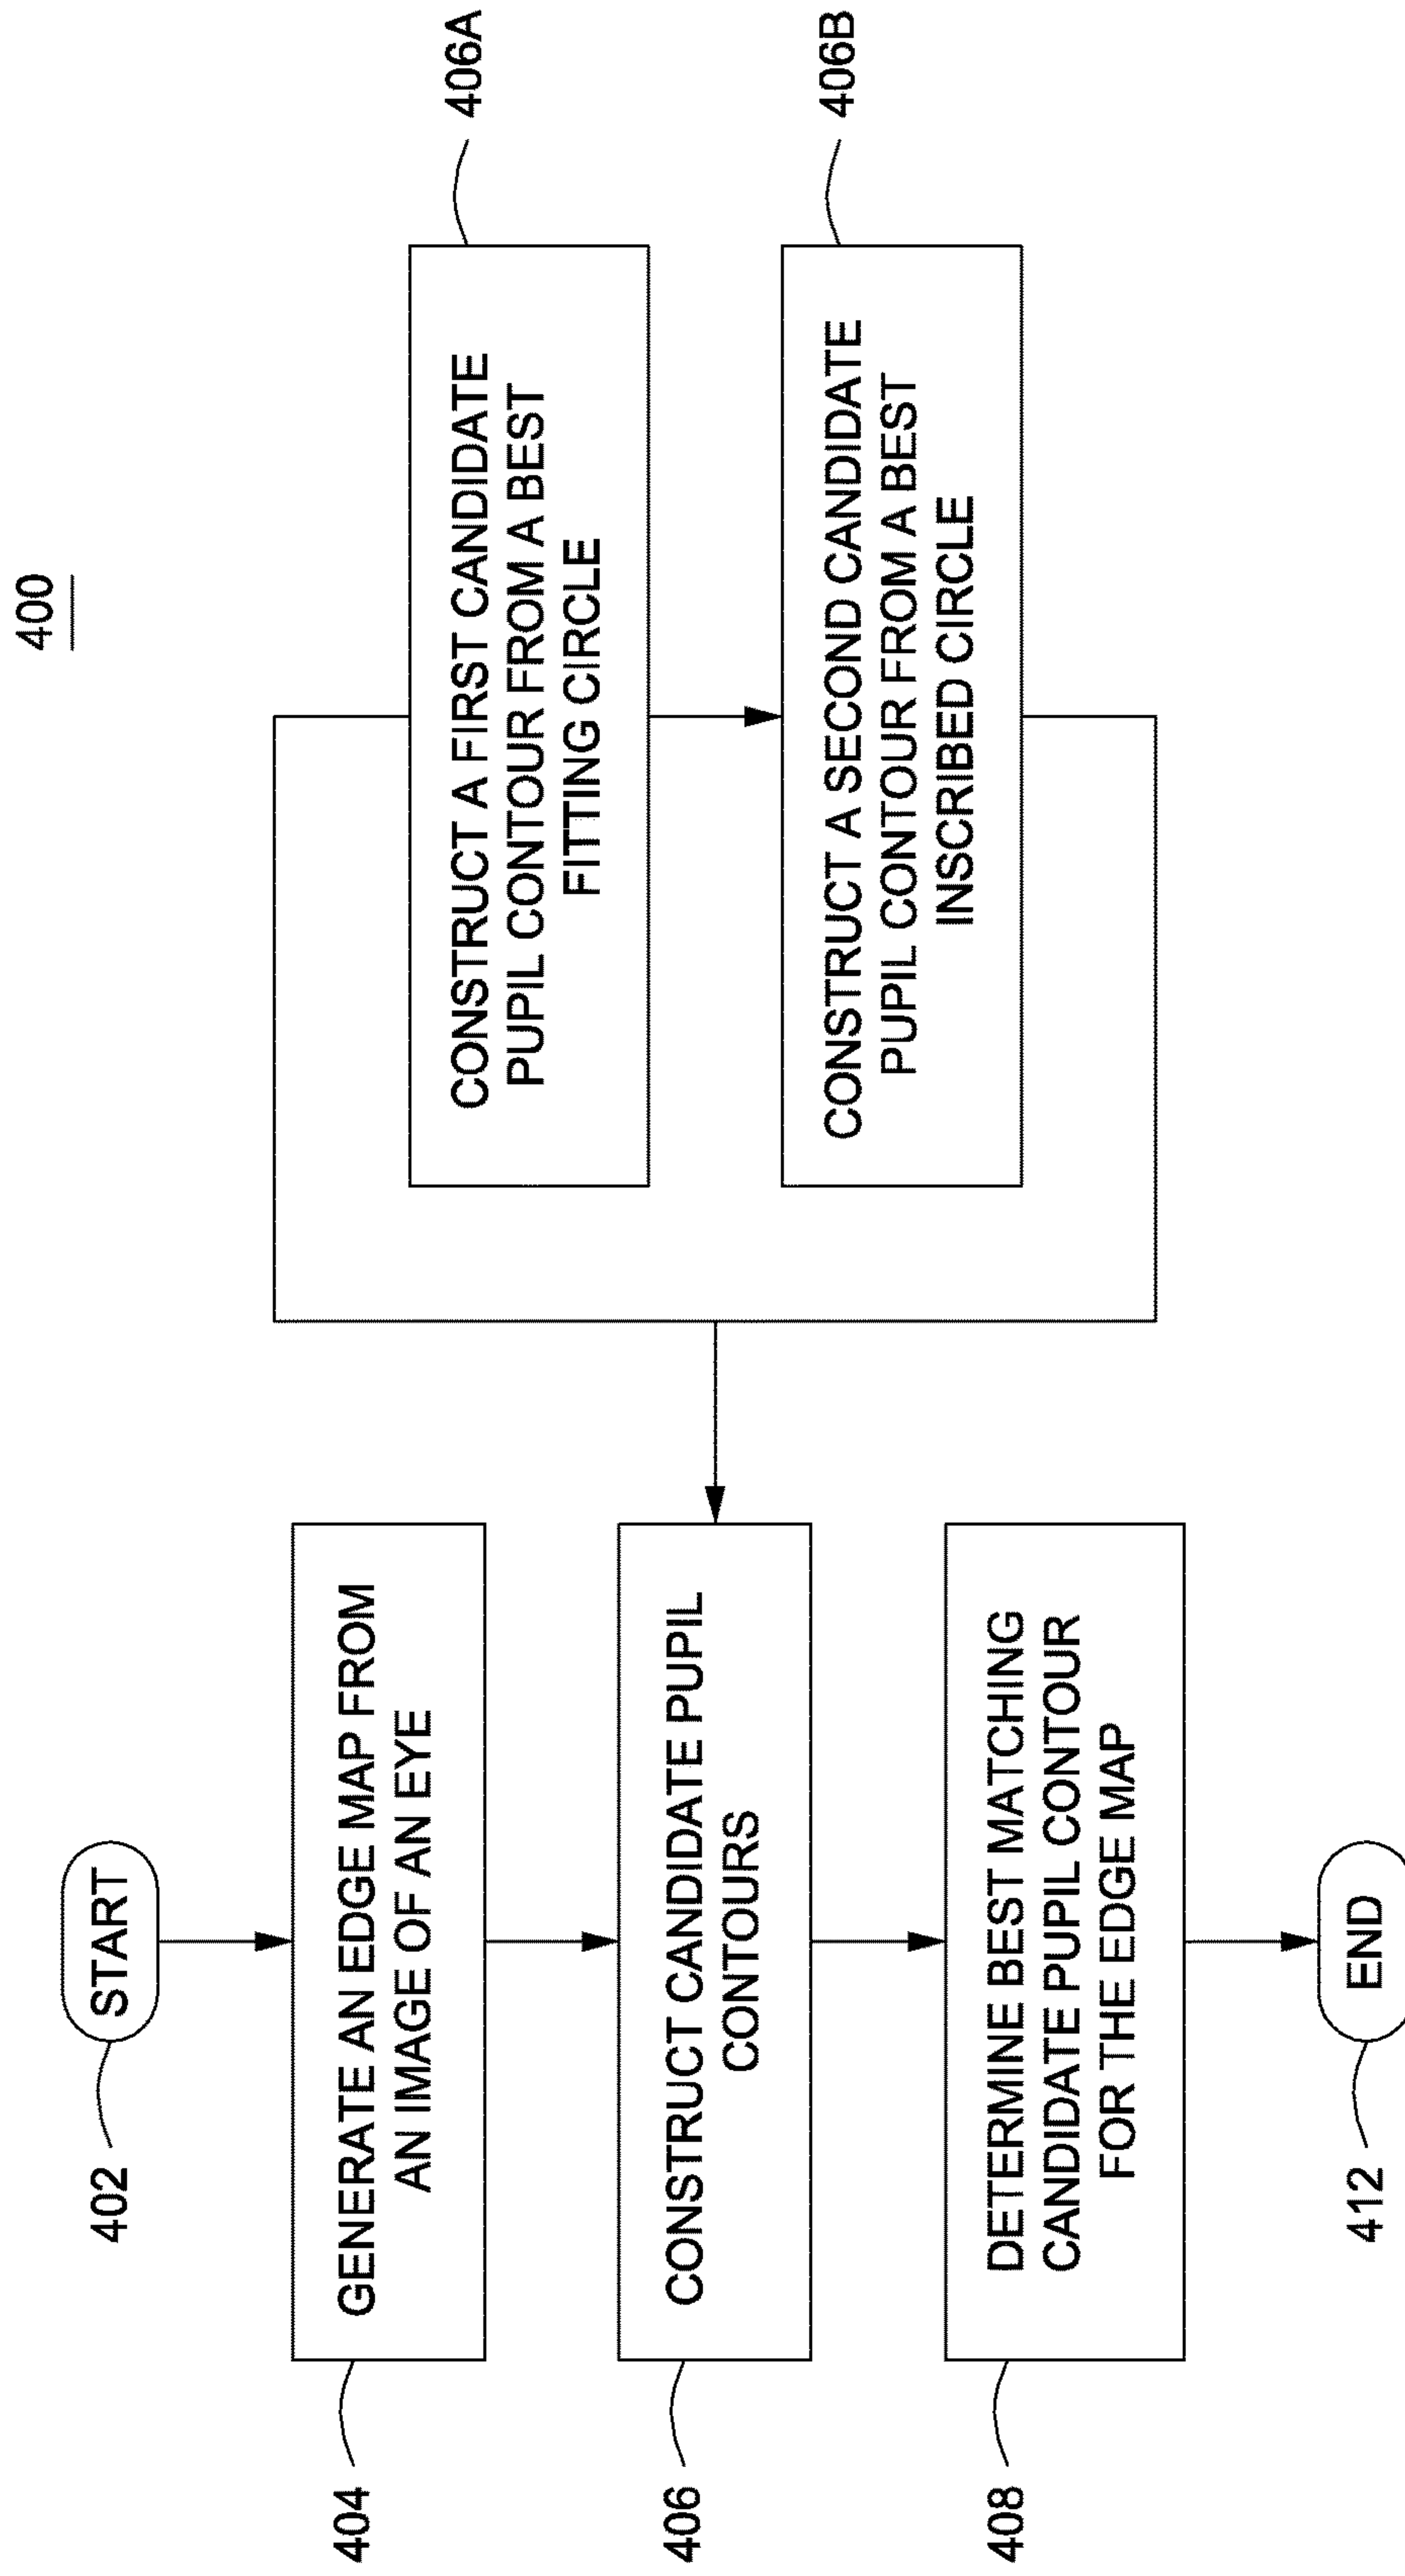 400
START
402
GENERATE AN EDGE MAP FROM
AN IMAGE OF AN EYE
404
CONSTRUCT CANDIDATE PUPIL
CONTOURS
406
DETERMINE BEST MATCHING
CANDIDATE PUPIL CONTOUR
FOR THE EDGE MAP
408
END
412
CONSTRUCT A FIRST CANDIDATE
PUPIL CONTOUR FROM A BEST
FITTING CIRCLE
406A
CONSTRUCT A SECOND CANDIDATE
PUPIL CONTOUR FROM A BEST
INSCRIBED CIRCLE
406B